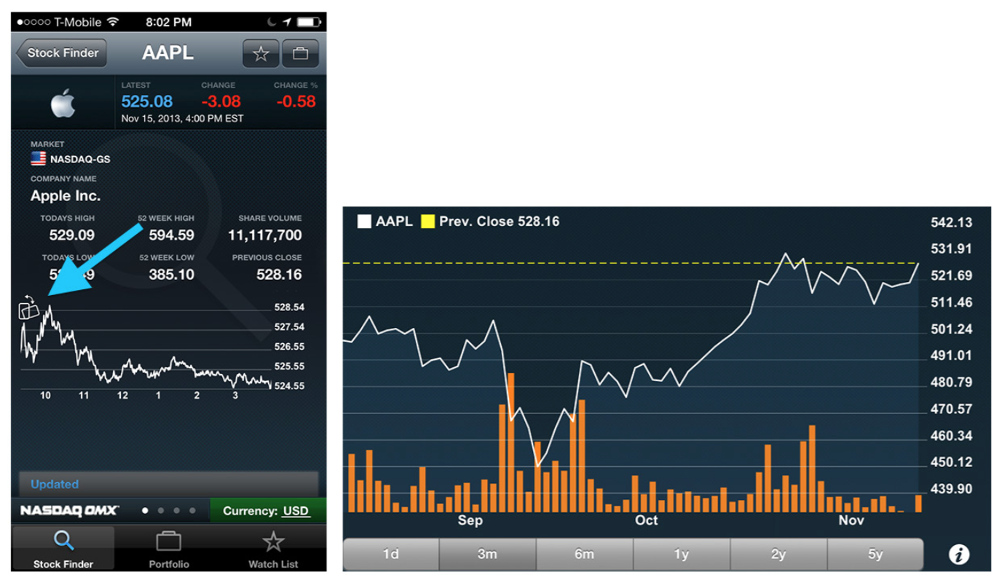 T-Mobile 8:02 PM
Stock Finder AAPL
LATEST CHANGE CHANGE %
525.08 -3.08 -0.58
Nov 15, 2013, 4:00 PM EST
MARKET
NASDAQ-GS
COMPANY NAME
Apple Inc.
TODAYS HIGH 52 WEEK HIGH SHARE VOLUME
529.09 594.59 11,117,700
TODAYS LOW 52 WEEK LOW PREVIOUS CLOSE
385.10 528.16
528.54
527.54
526.55
525.55
524.55
10 11 12 1 2 3
Updated
NASDAQ OMX Currency: USD
Stock Finder Portfolio Watch List
AAPL Prev. Close 528.16
542.13
531.91
521.69
511.46
501.24
491.01
480.79
470.57
460.34
450.12
439.90
Sep Oct Nov
1d 3m 6m 1y 2y 5y
i